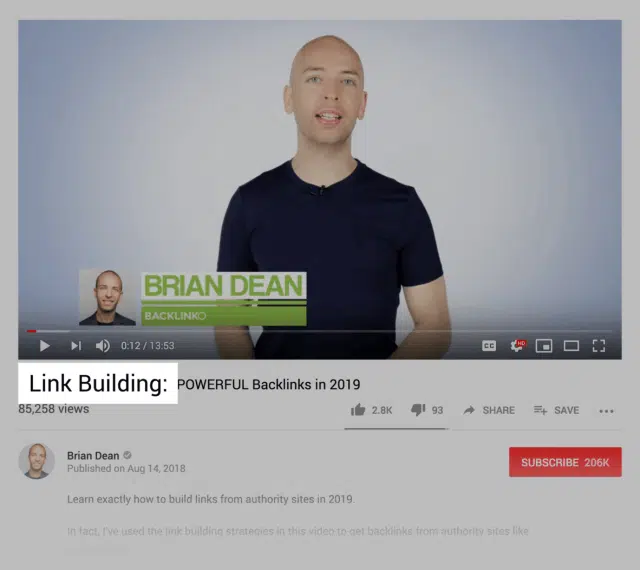 BRIAN DEAN
BACKLINKO
0:12 / 13:53
CC
HD
Link Building: POWERFUL Backlinks in 2019
85,258 views
2.8K
93
SHARE
SAVE
Brian Dean
Published on Aug 14, 2018
SUBSCRIBE 206K
Learn exactly how to build links from authority sites in 2019.
In fact, I've used the link building strategies in this video to get backlinks from authority sites like